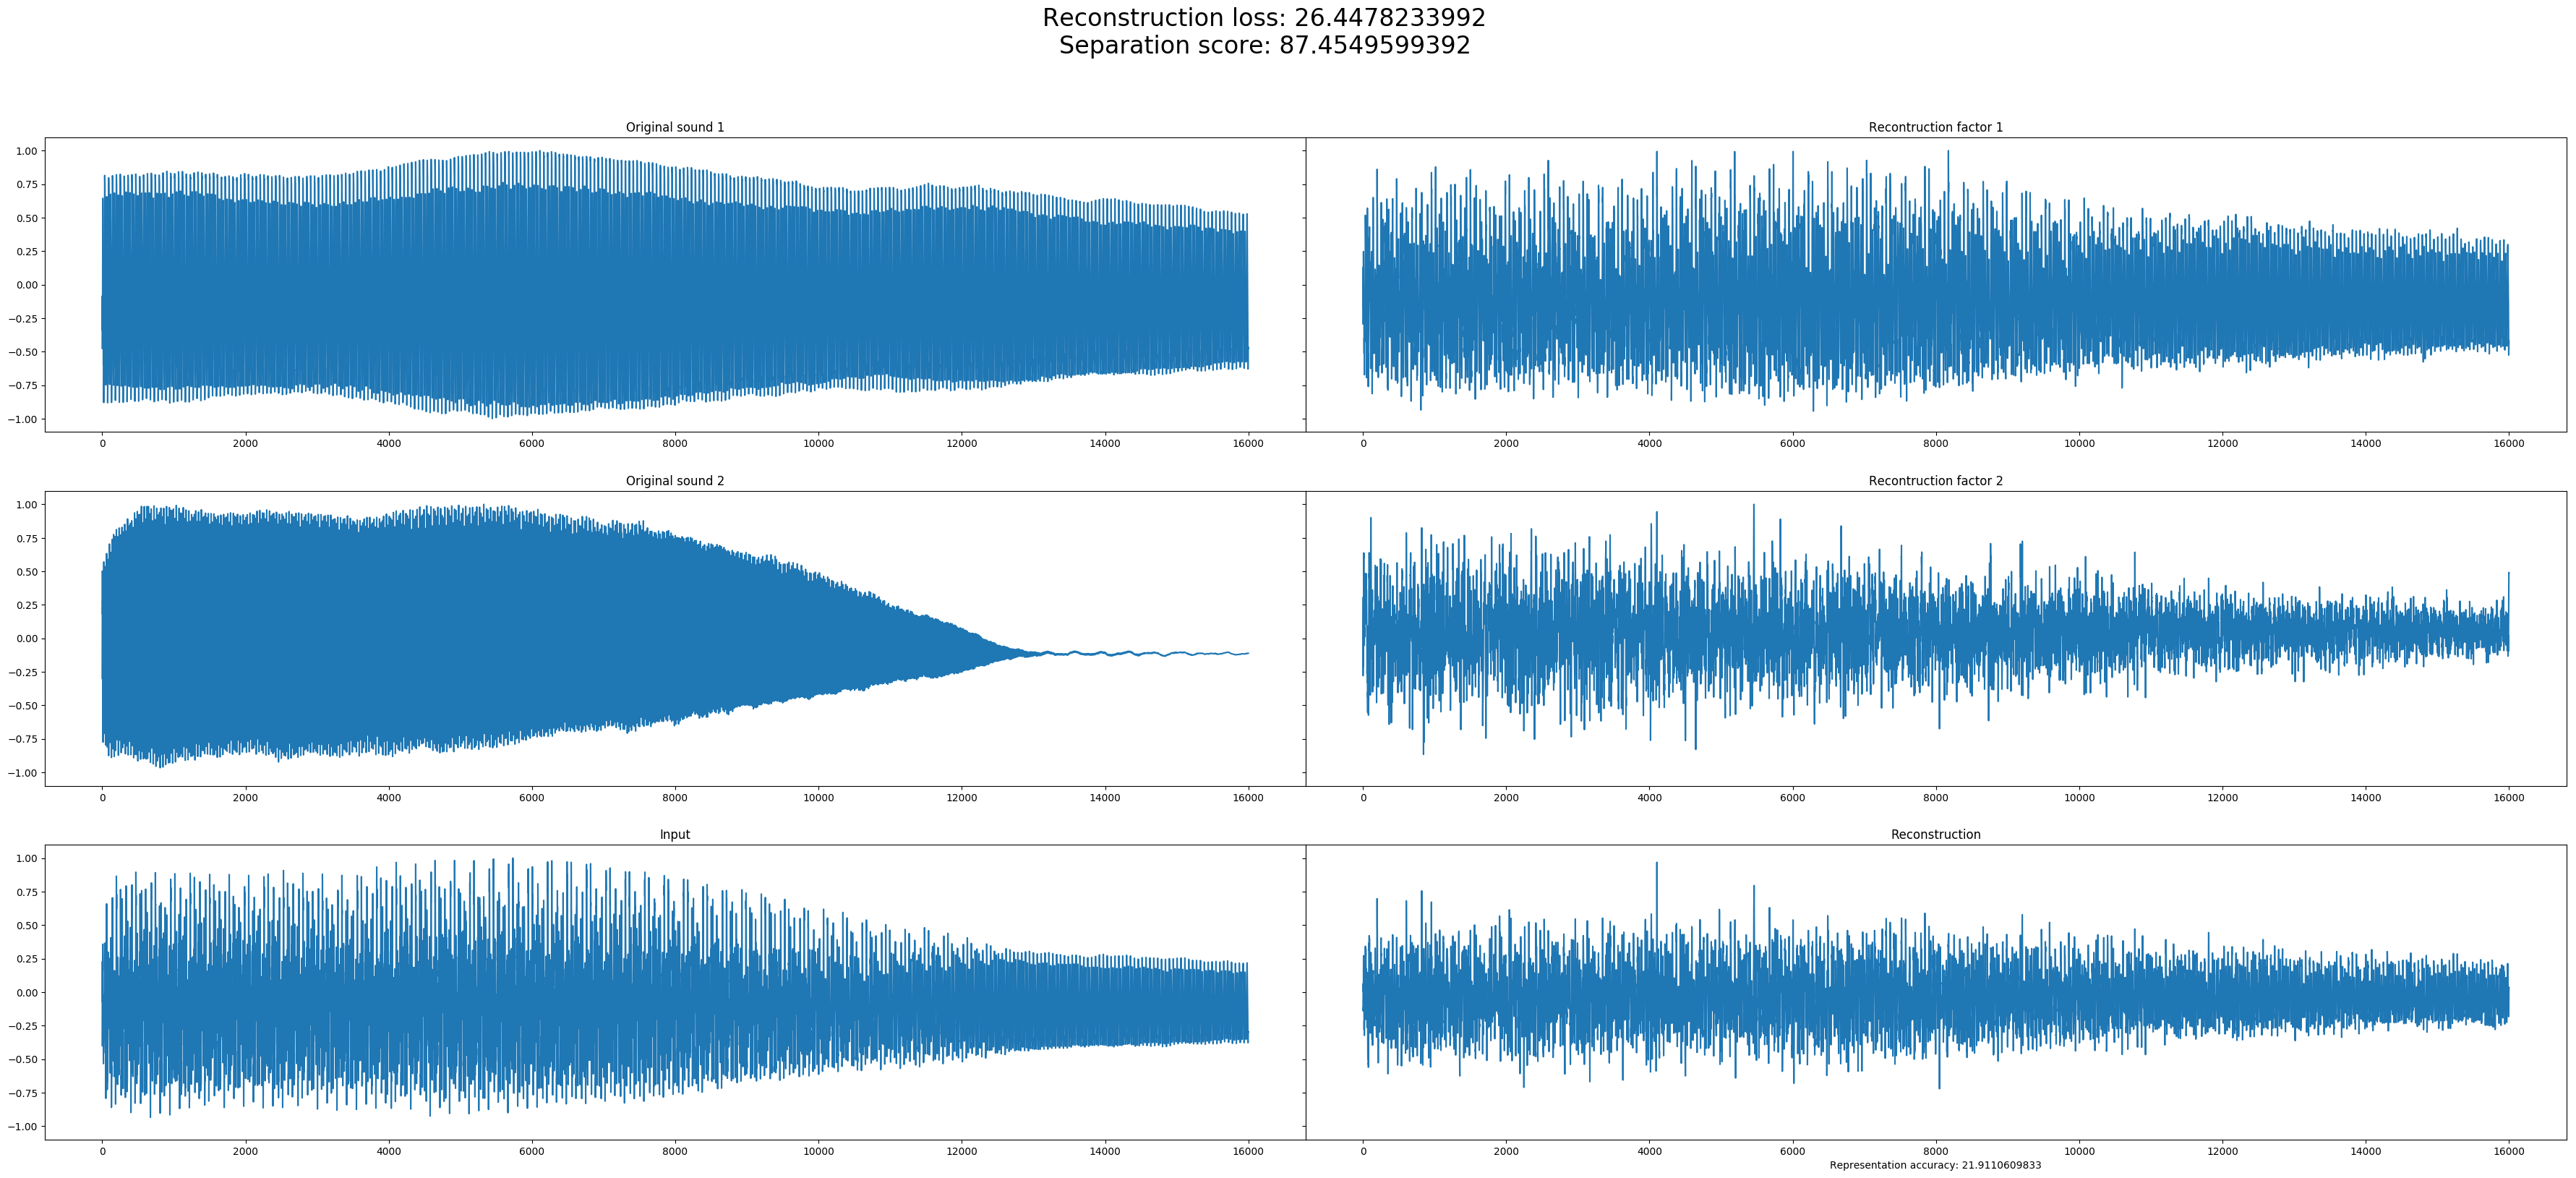 Reconstruction loss: 26.4478233992
Separation score: 87.4549599392
Original sound 1
Recontruction factor 1
1.00
0.75
0.50
0.25
0.00
−0.25
−0.50
−0.75
−1.00
0 2000 4000 6000 8000 10000 12000 14000 16000
0 2000 4000 6000 8000 10000 12000 14000 16000
Original sound 2
Recontruction factor 2
1.00
0.75
0.50
0.25
0.00
−0.25
−0.50
−0.75
−1.00
0 2000 4000 6000 8000 10000 12000 14000 16000
0 2000 4000 6000 8000 10000 12000 14000 16000
Input
Reconstruction
1.00
0.75
0.50
0.25
0.00
−0.25
−0.50
−0.75
−1.00
0 2000 4000 6000 8000 10000 12000 14000 16000
0 2000 4000 6000 8000 10000 12000 14000 16000
Representation accuracy: 21.9110609833